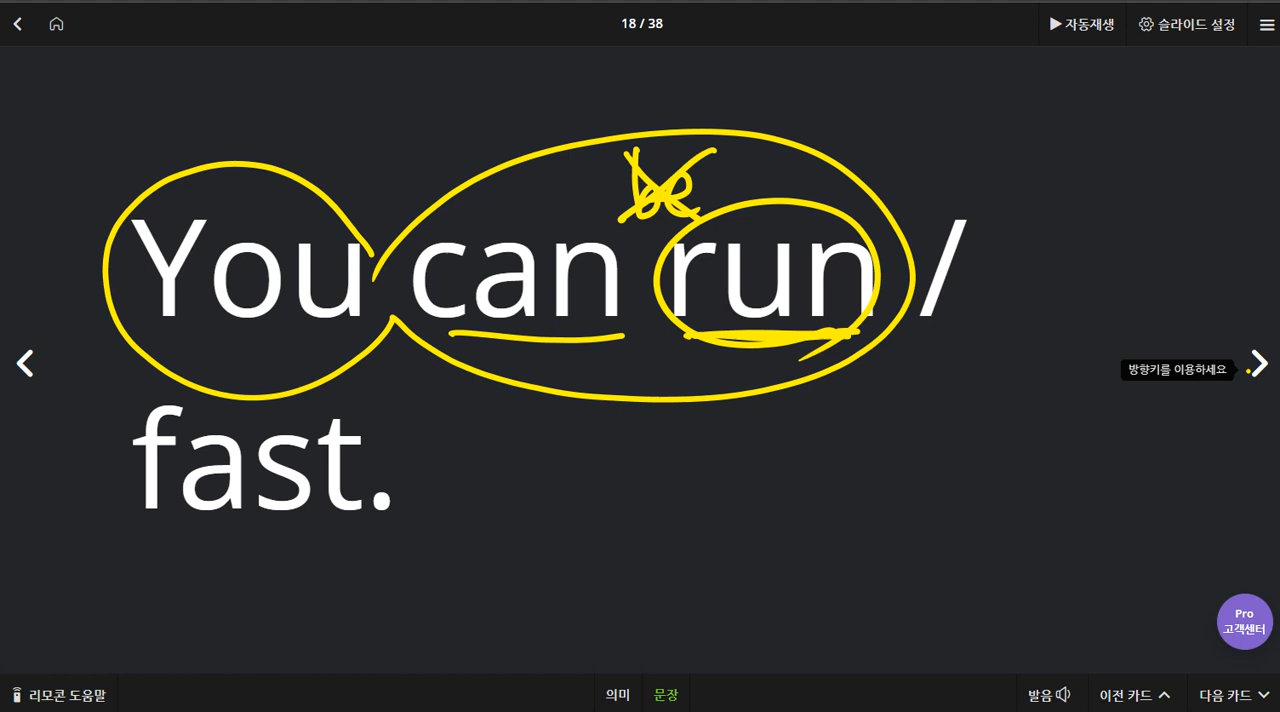 18 / 38
자동재생
슬라이드 설정
be
You can run /
fast.
방향키를 이용하세요
Pro
고객센터
리모콘 도움말
의미
문장
발음
이전 카드
다음 카드